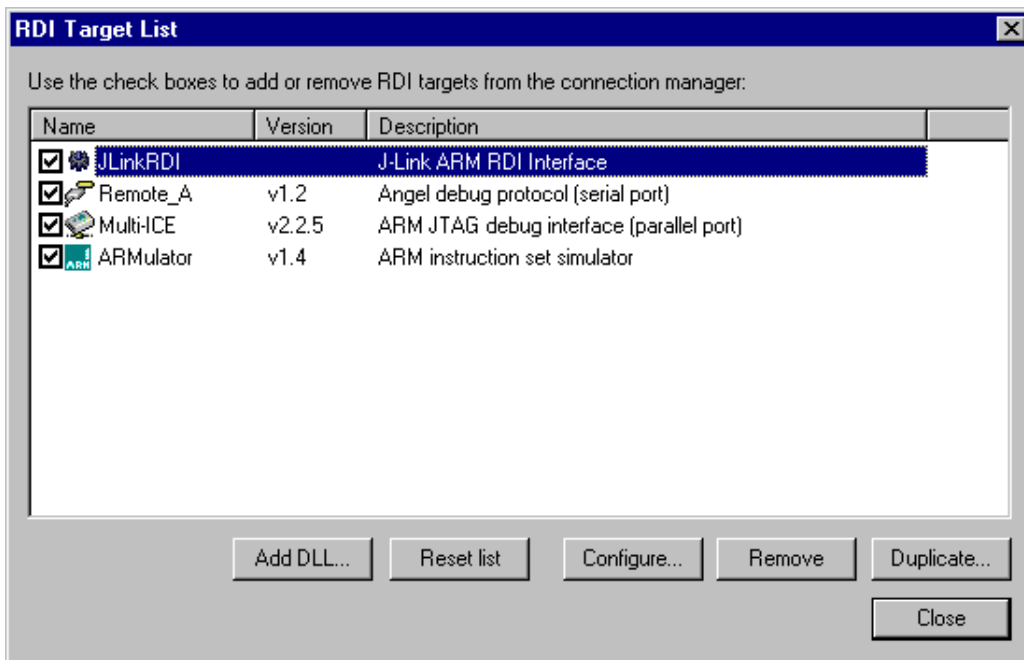 RDI Target List
Use the check boxes to add or remove RDI targets from the connection manager:
Name Version Description
JLinkRDI J-Link ARM RDI Interface
Remote_A v1.2 Angel debug protocol (serial port)
Multi-ICE v2.2.5 ARM JTAG debug interface (parallel port)
ARM ARMulator v1.4 ARM instruction set simulator
Add DLL... Reset list Configure... Remove Duplicate...
Close